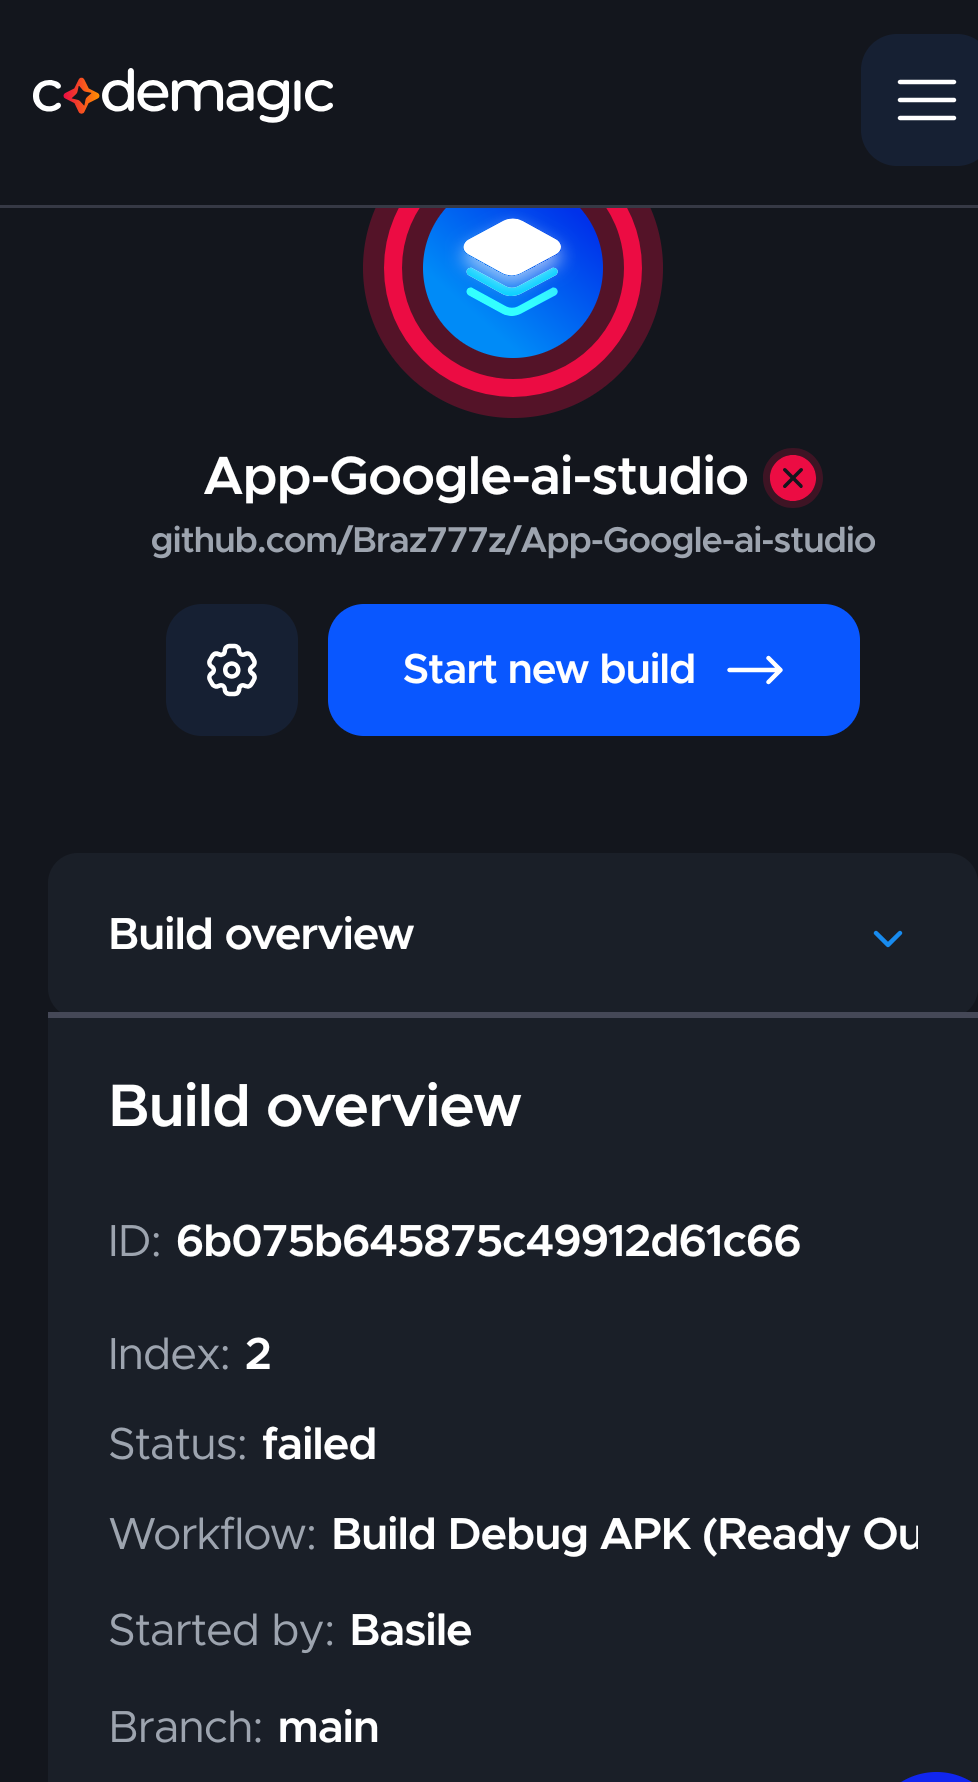 codemagic
App-Google-ai-studio
github.com/Braz777z/App-Google-ai-studio
Start new build
Build overview
Build overview
ID: 6b075b645875c49912d61c66
Index: 2
Status: failed
Workflow: Build Debug APK (Ready Ou
Started by: Basile
Branch: main